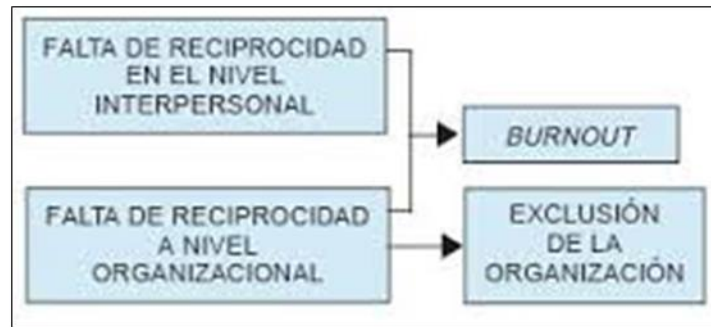 FALTA DE RECIPROCIDAD
EN EL NIVEL
INTERPERSONAL
BURNOUT
FALTA DE RECIPROCIDAD
A NIVEL
ORGANIZACIONAL
EXCLUSIÓN
DE LA
ORGANIZACIÓN